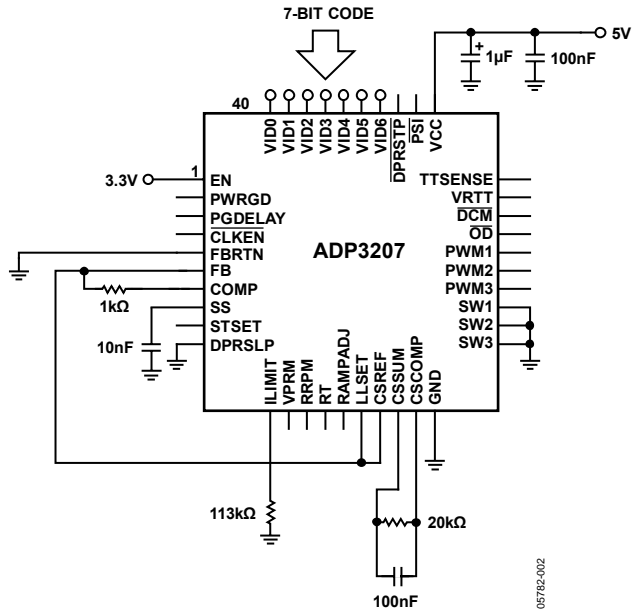 7-BIT CODE
5V
+
1µF
100nF
40
VID0
VID1
VID2
VID3
VID4
VID5
VID6
DPRSTP
PSI
VCC
3.3V
1
EN
PWRGD
PGDELAY
CLKEN
FBRTN
FB
COMP
SS
STSET
DPRSLP
1kΩ
10nF
ADP3207
TTSENSE
VRTT
DCM
OD
PWM1
PWM2
PWM3
SW1
SW2
SW3
ILIMIT
VPRM
RRPM
RT
RAMPADJ
LLSET
CSREF
CSSUM
CSCOMP
GND
113kΩ
20kΩ
100nF
05782-002